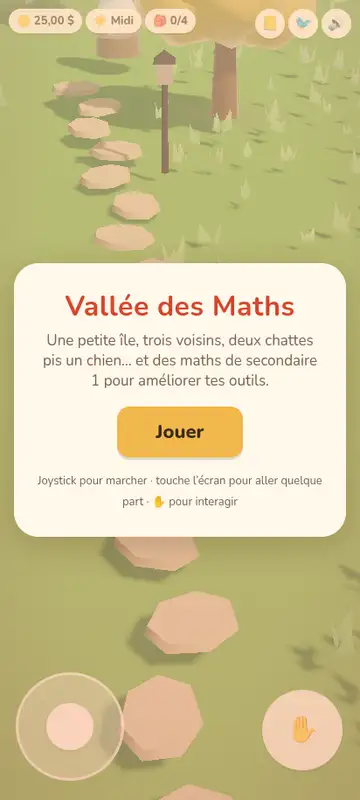 25,00 $ Midi 0/4
Vallée des Maths
Une petite île, trois voisins, deux chattes
pis un chien... et des maths de secondaire
1 pour améliorer tes outils.
Jouer
Joystick pour marcher · touche l'écran pour aller quelque
part · ✋ pour interagir